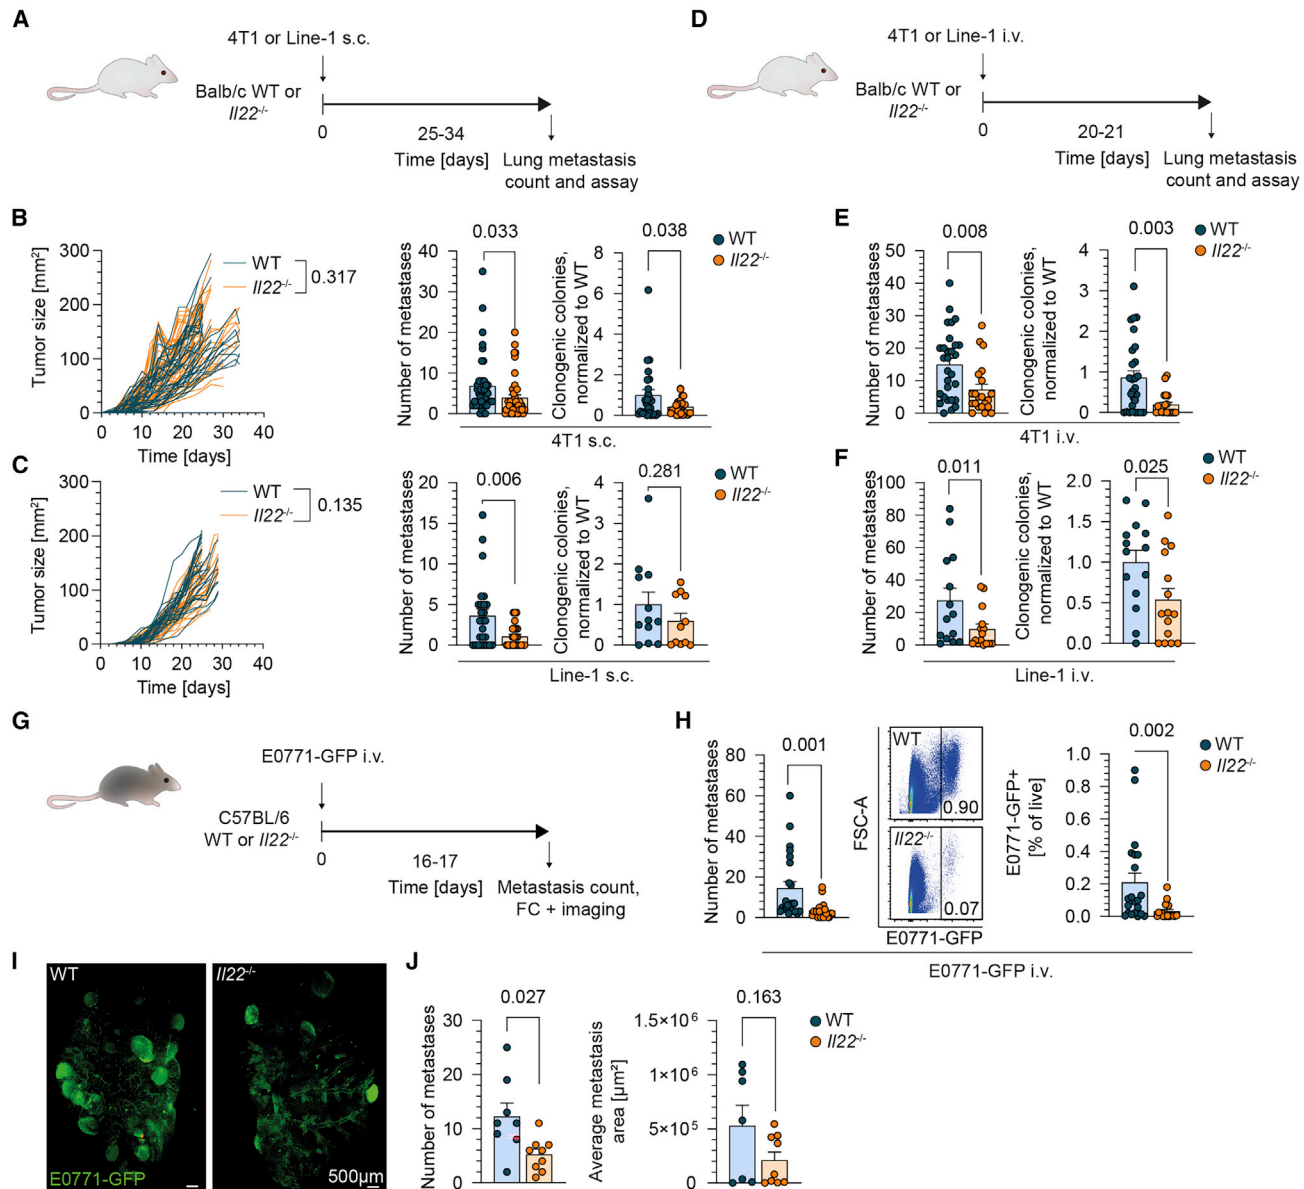 A
4T1 or Line-1 s.c.
Balb/c WT or
Il22-/-
0
25-34
Time [days]
Lung metastasis
count and assay
D
4T1 or Line-1 i.v.
Balb/c WT or
Il22-/-
0
20-21
Time [days]
Lung metastasis
count and assay
B
Tumor size [mm²]
300
200
100
0
0 10 20 30 40
Time [days]
WT
Il22-/-
0.317
Number of metastases
40
30
20
10
0
0.033
Clonogenic colonies,
normalized to WT
8
6
4
2
0
0.038
WT
Il22-/-
4T1 s.c.
E
Number of metastases
50
40
30
20
10
0
0.008
Clonogenic colonies,
normalized to WT
4
3
2
1
0
0.003
WT
Il22-/-
4T1 i.v.
C
Tumor size [mm²]
300
200
100
0
0 10 20 30 40
Time [days]
WT
Il22-/-
0.135
Number of metastases
20
15
10
5
0
0.006
Clonogenic colonies,
normalized to WT
4
3
2
1
0
0.281
WT
Il22-/-
Line-1 s.c.
F
Number of metastases
100
80
60
40
20
0
0.011
Clonogenic colonies,
normalized to WT
2.0
1.5
1.0
0.5
0.0
0.025
WT
Il22-/-
Line-1 i.v.
G
E0771-GFP i.v.
C57BL/6
WT or Il22-/-
0
16-17
Time [days]
Metastasis count,
FC + imaging
H
Number of metastases
80
60
40
20
0
0.001
FSC-A
WT
0.90
Il22-/-
0.07
E0771-GFP
E0771-GFP+
[% of live]
1.0
0.8
0.6
0.4
0.2
0.0
0.002
WT
Il22-/-
E0771-GFP i.v.
I
WT
Il22-/-
E0771-GFP
500µm
J
Number of metastases
30
20
10
0
0.027
Average metastasis
area [µm²]
1.5×10⁶
1×10⁶
5×10⁵
0
0.163
WT
Il22-/-